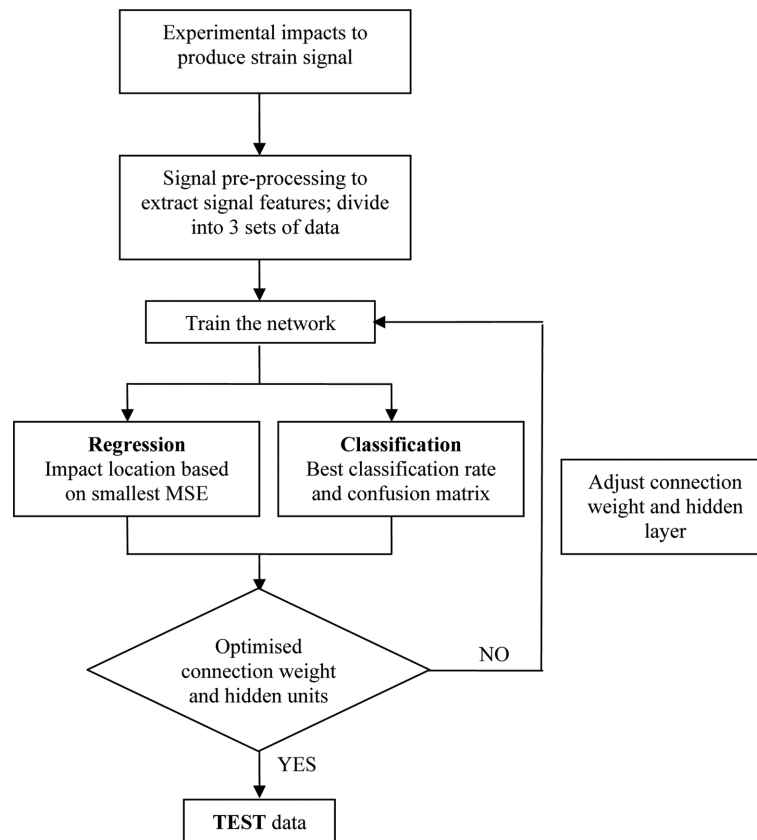 Experimental impacts to
produce strain signal
Signal pre-processing to
extract signal features; divide
into 3 sets of data
Train the network
Regression
Impact location based
on smallest MSE
Classification
Best classification rate
and confusion matrix
Adjust connection
weight and hidden
layer
Optimised
connection weight
and hidden units
NO
YES
TEST data